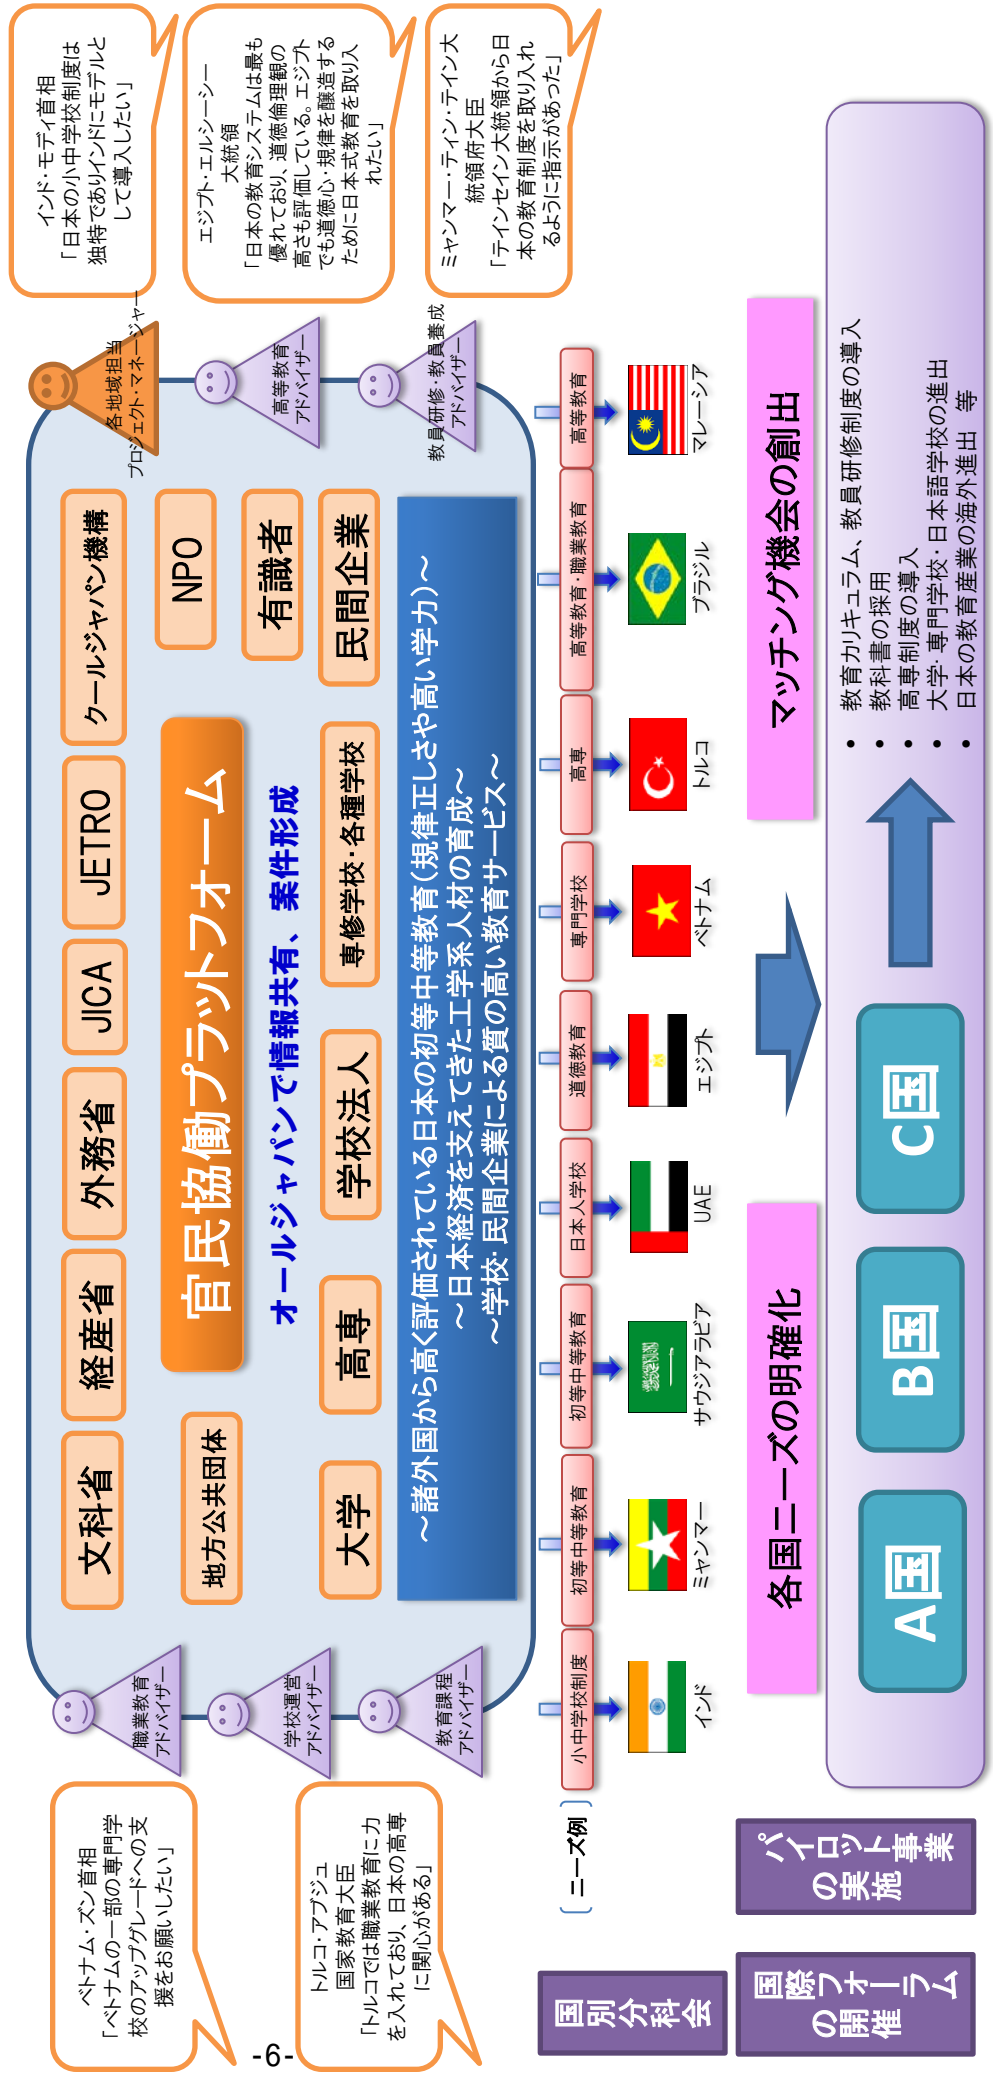 ベトナム・ズン首相
「ベトナムの一部の専門学
校のアップグレードへの支
援をお願いしたい」
トルコ・アブジュ
国家教育大臣
「トルコでは職業教育に力
を入れており、日本の高専
に関心がある」
インド・モディ首相
「日本の小中学校制度は
独特でありインドにモデルと
して導入したい」
エジプト・エルシーシー
大統領
「日本の教育システムは最も
優れており、道徳倫理観の
高さも評価している。エジプト
でも道徳心・規律を醸造する
ために日本式教育を取り入
れたい」
ミャンマー・ティン・ティン大
統領府大臣
「テインセイン大統領から日
本の教育制度を取り入れ
るように指示があった」
職業教育
アドバイザー
学校運営
アドバイザー
教育課程
アドバイザー
各地域担当
プロジェクト・マネージャー
高等教育
アドバイザー
教員研修・教員養成
アドバイザー
文科省
経産省
外務省
JICA
JETRO
クールジャパン機構
地方公共団体
官民協働プラットフォーム
NPO
オールジャパンで情報共有、案件形成
有識者
大学
高専
学校法人
専修学校・各種学校
民間企業
～諸外国から高く評価されている日本の初等中等教育（規律正しさや高い学力）～
～日本経済を支えてきた工学系人材の育成～
～学校・民間企業による質の高い教育サービス～
国別分科会
ニーズ例
小中学校制度
初等中等教育
初等中等教育
日本人学校
道徳教育
専門学校
高専
高等教育・職業教育
高等教育
インド
ミャンマー
サウジアラビア
UAE
エジプト
ベトナム
トルコ
ブラジル
マレーシア
国際フォーラム
の開催
パイロット事業
の実施
各国ニーズの明確化
マッチング機会の創出
A国
B国
C国
・ 教育カリキュラム、教員研修制度の導入
・ 教科書の採用
・ 高専制度の導入
・ 大学・専門学校・日本語学校の進出
・ 日本の教育産業の海外進出　等
-6-